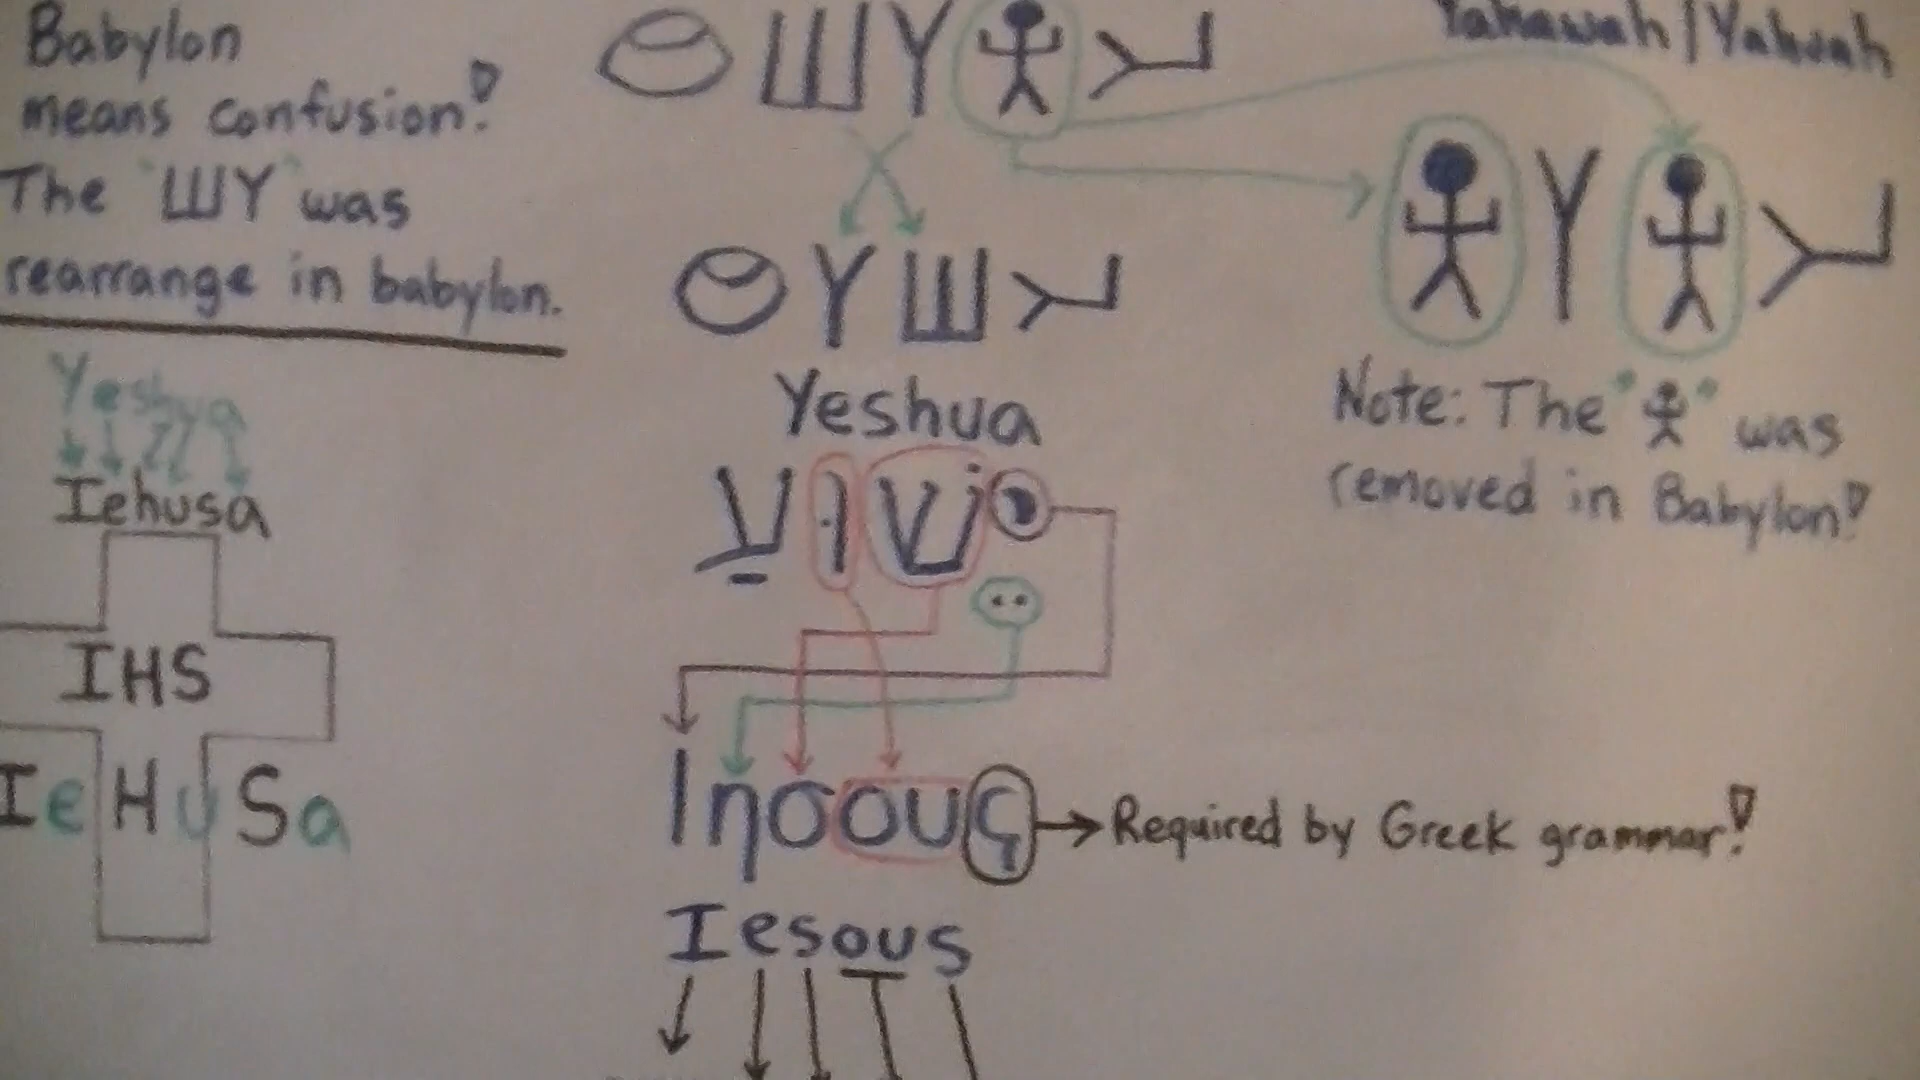 Babylon
means confusion!
The "ШY" was
rearrange in babylon.
Yeshua
Iehusa
IHS
IeHuSa
Yeshua
יֵשׁוּעַ
Ιησους
Required by Greek grammar!
Iesous
Yahawah/Yahuah
Note: The " " was
removed in Babylon!